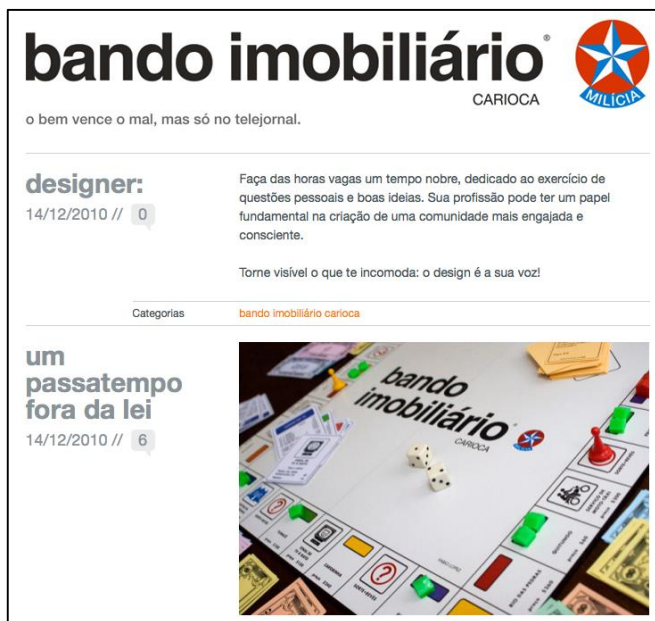 bando imobiliário®
CARIOCA
MILÍCIA
o bem vence o mal, mas só no telejornal.
designer:
14/12/2010 // 0
Faça das horas vagas um tempo nobre, dedicado ao exercício de
questões pessoais e boas ideias. Sua profissão pode ter um papel
fundamental na criação de uma comunidade mais engajada e
consciente.
Torne visível o que te incomoda: o design é a sua voz!
Categorias
bando imobiliário carioca
um
passatempo
fora da lei
14/12/2010 // 6
bando
imobiliário
CARIOCA
RIO DAS PEDRAS